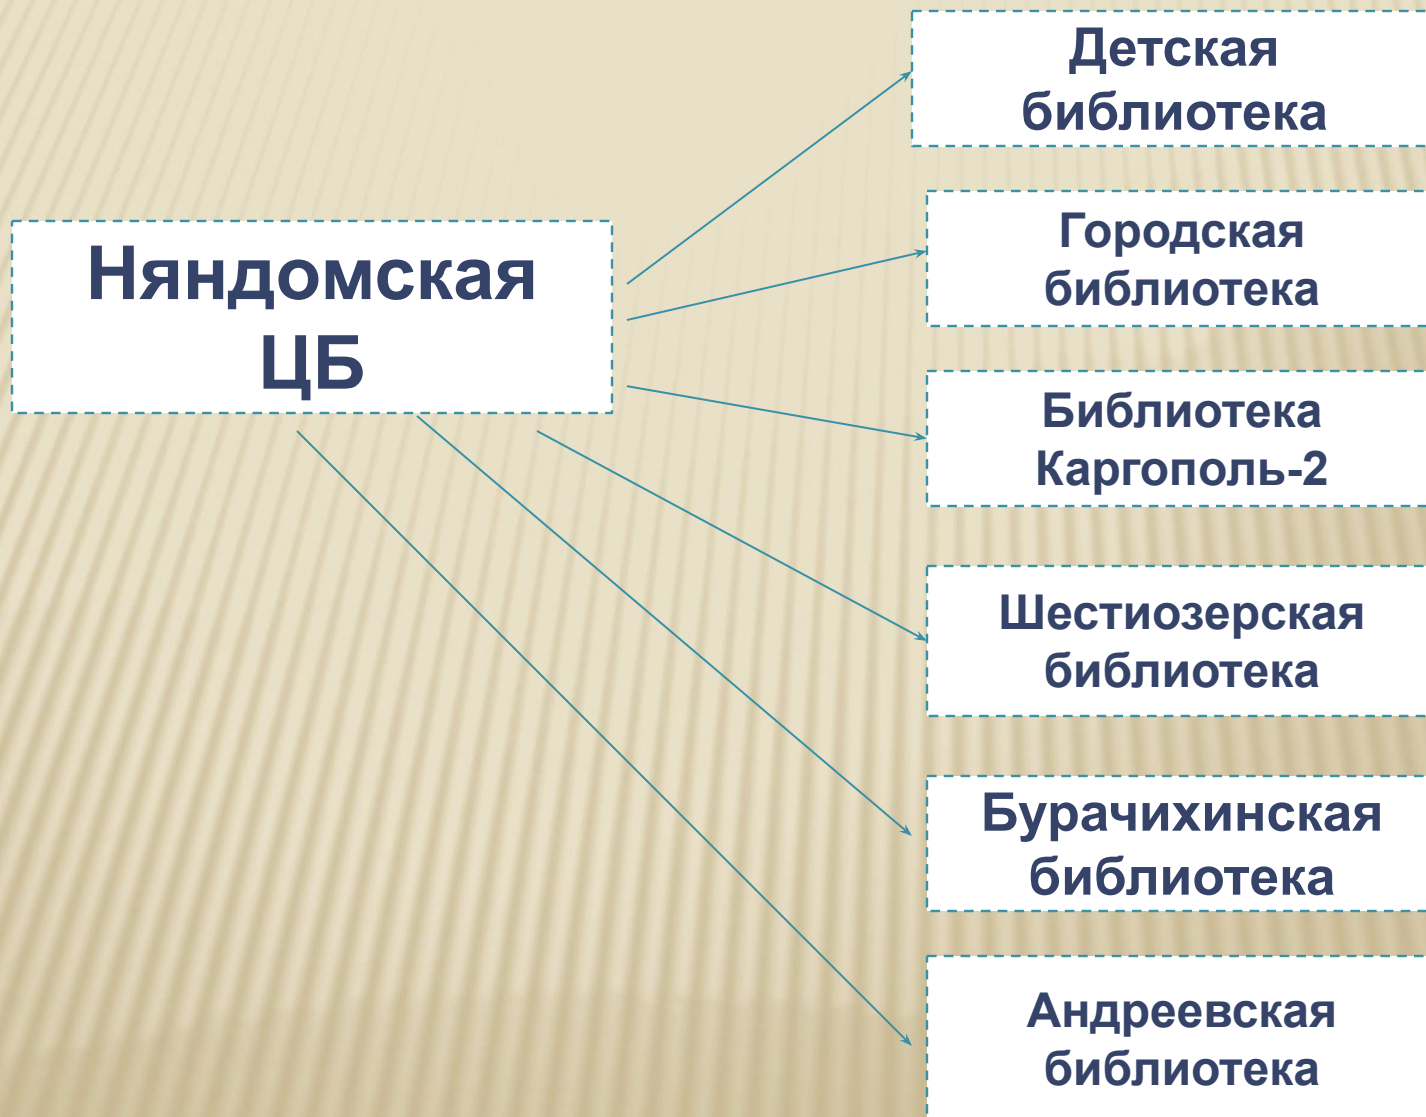 Няндомская
ЦБ
Детская
библиотека
Городская
библиотека
Библиотека
Каргополь-2
Шестиозерская
библиотека
Бурачихинская
библиотека
Андреевская
библиотека